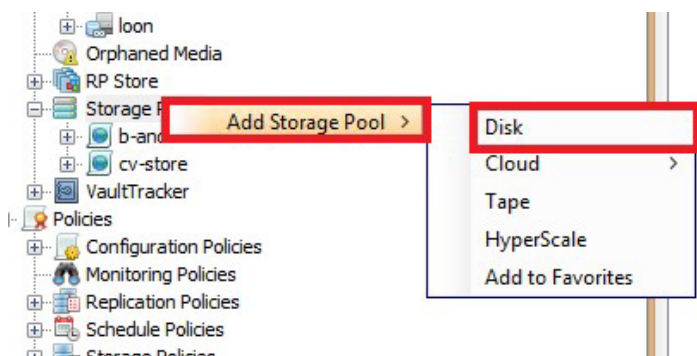 loon
Orphaned Media
RP Store
Storage P
Add Storage Pool >
Disk
b-and
Cloud >
cv-store
Tape
VaultTracker
Policies
HyperScale
Configuration Policies
Add to Favorites
Monitoring Policies
Replication Policies
Schedule Policies
Storage Policies